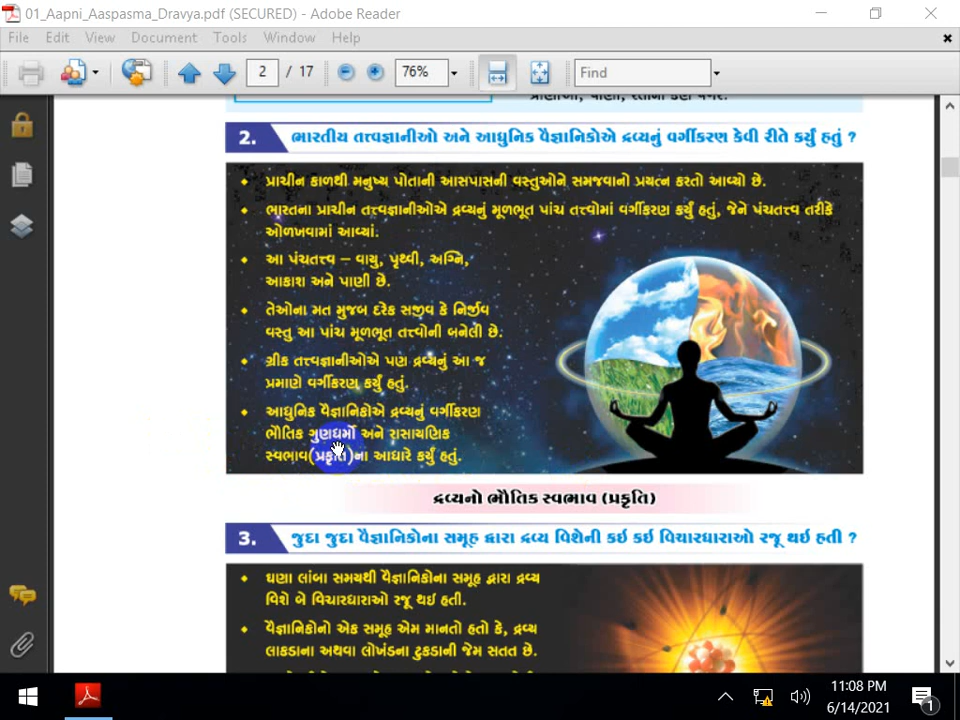 01_Aapni_Aaspasma_Dravya.pdf (SECURED) - Adobe Reader
File Edit View Document Tools Window Help
2 / 17 76% Find
2. ભારતીય તત્ત્વજ્ઞાનીઓ અને આધુનિક વૈજ્ઞાનિકોએ દ્રવ્યનું વર્ગીકરણ કેવી રીતે કર્યું હતું ?
♦ પ્રાચીન કાળથી મનુષ્ય પોતાની આસપાસની વસ્તુઓને સમજવાનો પ્રયત્ન કરતો આવ્યો છે.
♦ ભારતના પ્રાચીન તત્ત્વજ્ઞાનીઓએ દ્રવ્યનું મૂળભૂત પાંચ તત્ત્વોમાં વર્ગીકરણ કર્યું હતું, જેને પંચતત્ત્વ તરીકે
ઓળખવામાં આવ્યાં.
♦ આ પંચતત્ત્વ – વાયુ, પૃથ્વી, અગ્નિ,
આકાશ અને પાણી છે.
♦ તેઓના મત મુજબ દરેક સજીવ કે નિર્જીવ
વસ્તુ આ પાંચ મૂળભૂત તત્ત્વોની બનેલી છે.
♦ ગ્રીક તત્ત્વજ્ઞાનીઓએ પણ દ્રવ્યનું આ જ
પ્રમાણે વર્ગીકરણ કર્યું હતું.
♦ આધુનિક વૈજ્ઞાનિકોએ દ્રવ્યનું વર્ગીકરણ
ભૌતિક ગુણધર્મો અને રાસાયણિક
સ્વભાવ(પ્રકૃતિ)ના આધારે કર્યું હતું.
દ્રવ્યનો ભૌતિક સ્વભાવ (પ્રકૃતિ)
3. જુદા જુદા વૈજ્ઞાનિકોના સમૂહ દ્વારા દ્રવ્ય વિશેની કઇ કઇ વિચારધારાઓ રજૂ થઇ હતી ?
♦ ઘણા લાંબા સમયથી વૈજ્ઞાનિકોના સમૂહ દ્વારા દ્રવ્ય
વિશે બે વિચારધારાઓ રજૂ થઈ હતી.
♦ વૈજ્ઞાનિકોનો એક સમૂહ એમ માનતો હતો કે, દ્રવ્ય
લાકડાના અથવા લોખંડના ટુકડાની જેમ સતત છે.
11:08 PM
6/14/2021
1